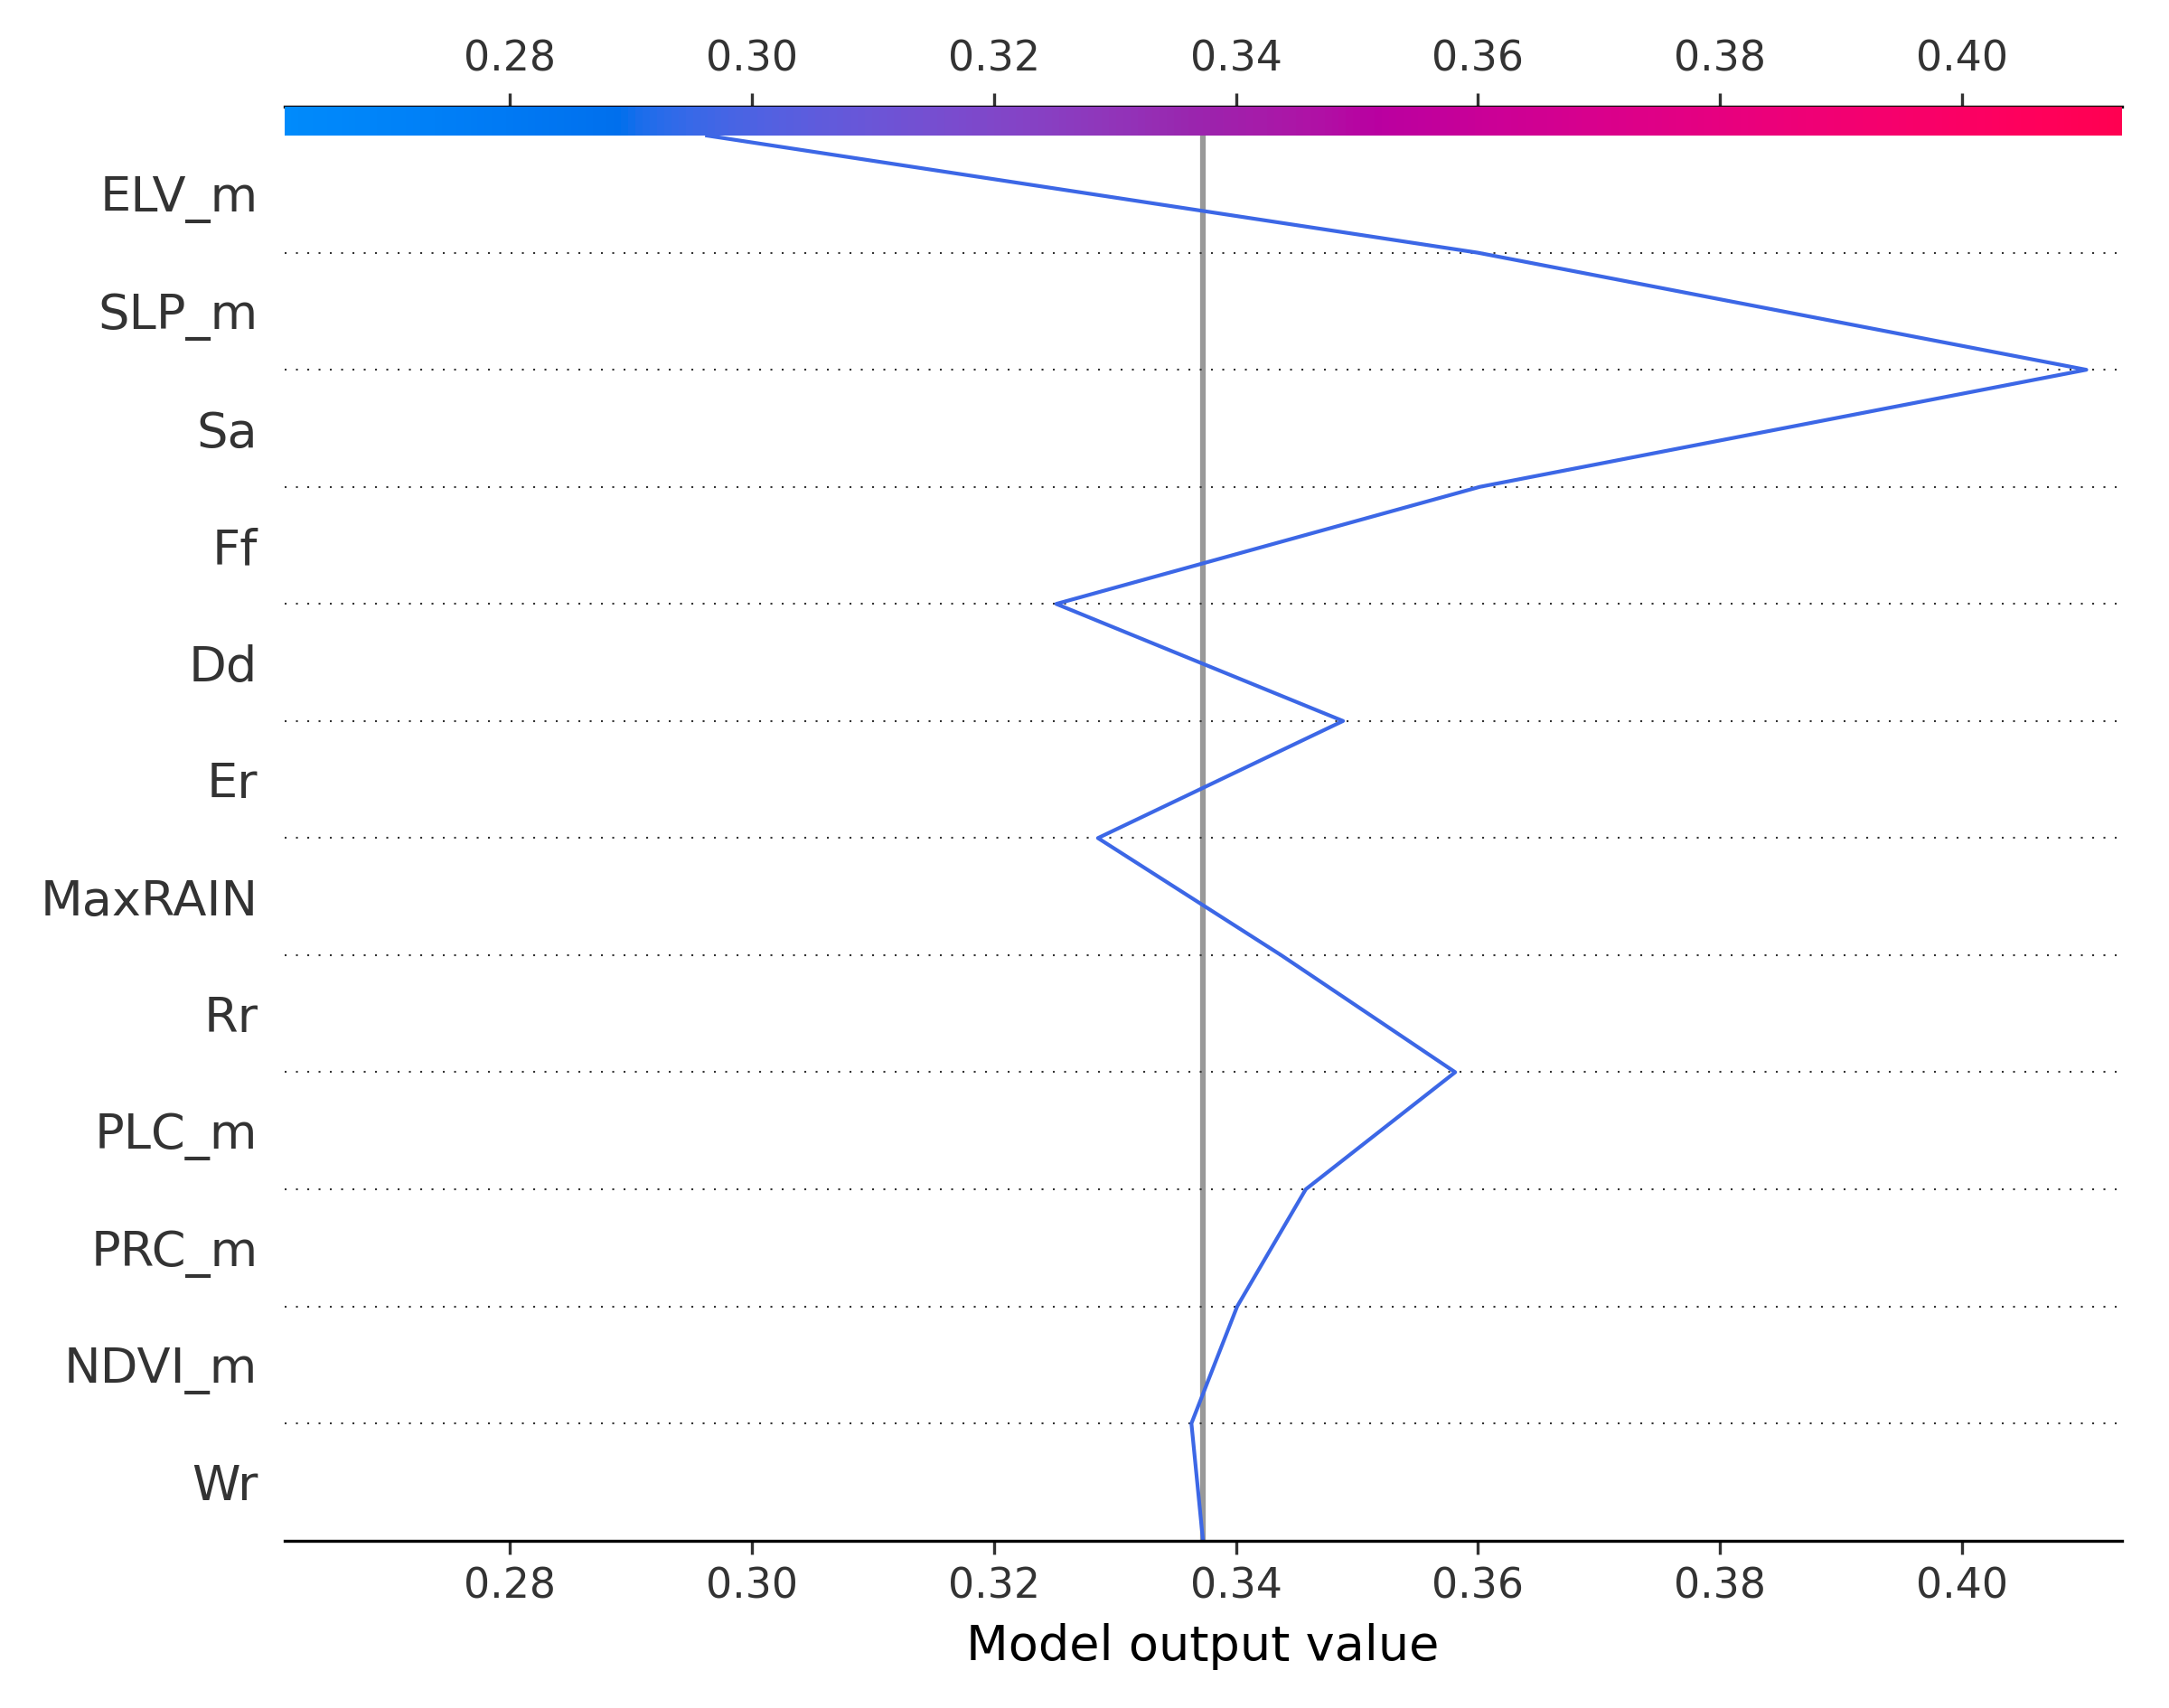 0.28 0.30 0.32 0.34 0.36 0.38 0.40
ELV_m
SLP_m
Sa
Ff
Dd
Er
MaxRAIN
Rr
PLC_m
PRC_m
NDVI_m
Wr
0.28 0.30 0.32 0.34 0.36 0.38 0.40
Model output value